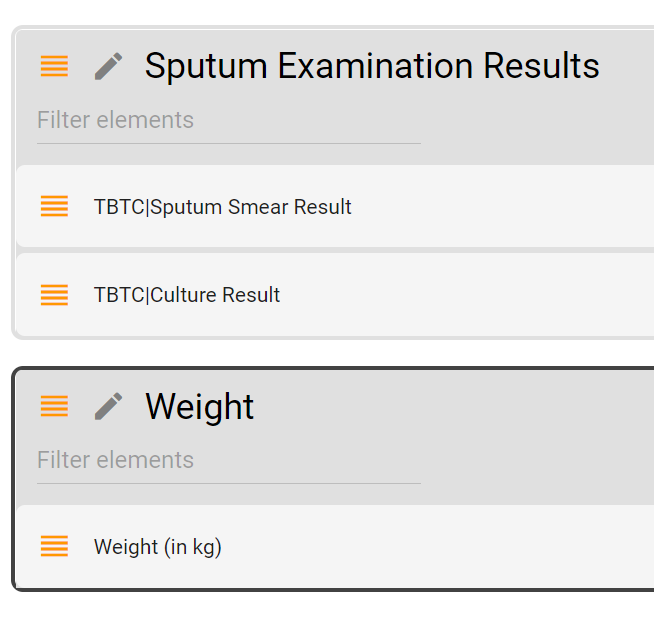 Sputum Examination Results
Filter elements
TBTC|Sputum Smear Result
TBTC|Culture Result
Weight
Filter elements
Weight (in kg)